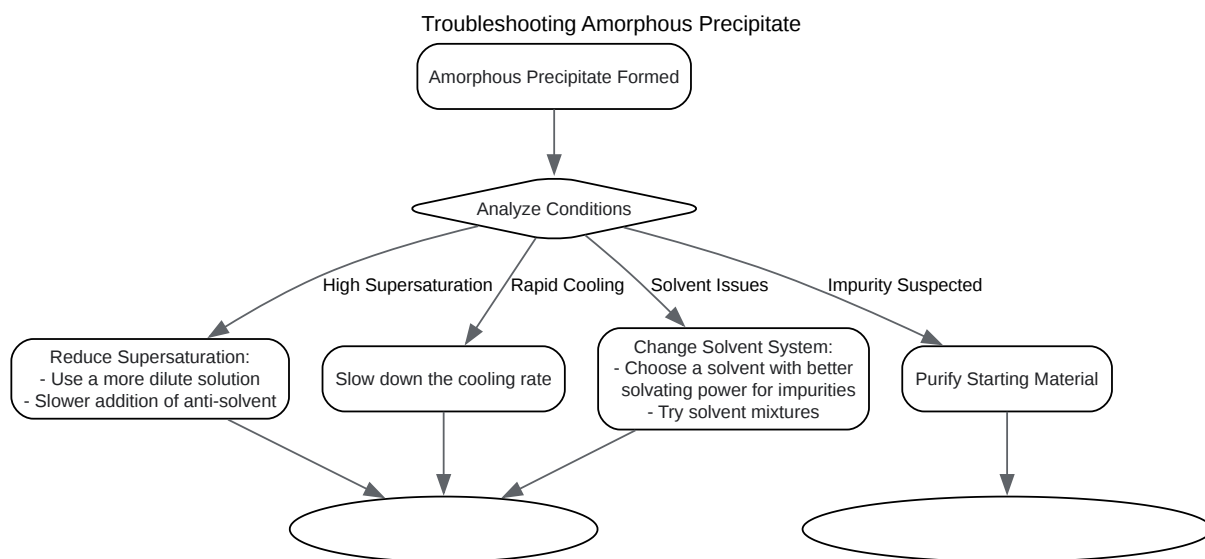 Troubleshooting Amorphous Precipitate
Amorphous Precipitate Formed
Analyze Conditions
High Supersaturation
Rapid Cooling
Solvent Issues
Impurity Suspected
Reduce Supersaturation:
- Use a more dilute solution
- Slower addition of anti-solvent
Slow down the cooling rate
Change Solvent System:
- Choose a solvent with better
solvating power for impurities
- Try solvent mixtures
Purify Starting Material